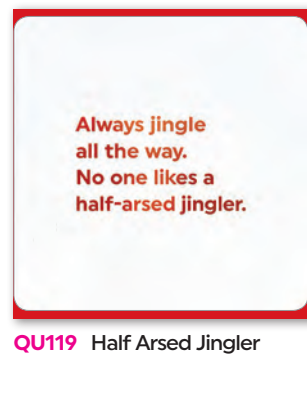 Always jingle
all the way.
No one likes a
half-arsed jingler.
QU119 Half Arsed Jingler